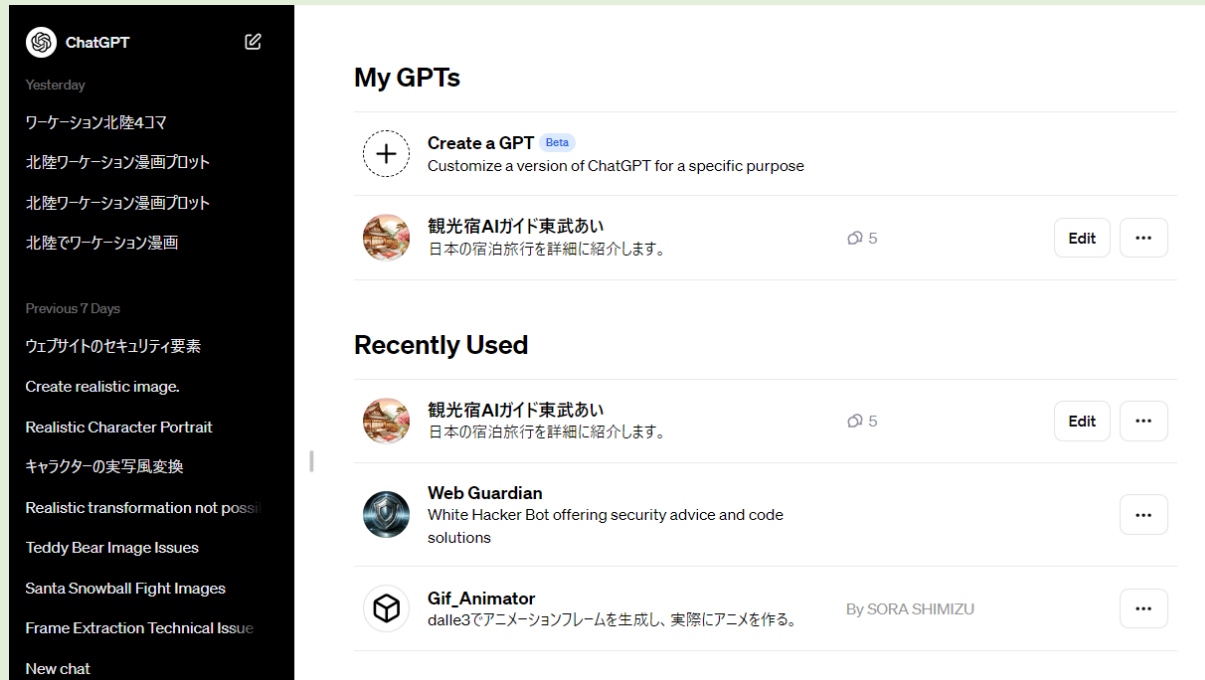 ChatGPT
Yesterday
ワーケーション北陸4コマ
北陸ワーケーション漫画プロット
北陸ワーケーション漫画プロット
北陸でワーケーション漫画
Previous 7 Days
ウェブサイトのセキュリティ要素
Create realistic image.
Realistic Character Portrait
キャラクターの実写風変換
Realistic transformation not possi
Teddy Bear Image Issues
Santa Snowball Fight Images
Frame Extraction Technical Issue
New chat
My GPTs
Create a GPT Beta
Customize a version of ChatGPT for a specific purpose
観光宿AIガイド東武あい
日本の宿泊旅行を詳細に紹介します。
5
Edit
Recently Used
観光宿AIガイド東武あい
日本の宿泊旅行を詳細に紹介します。
5
Edit
Web Guardian
White Hacker Bot offering security advice and code
solutions
Gif_Animator
dalle3でアニメーションフレームを生成し、実際にアニメを作る。
By SORA SHIMIZU